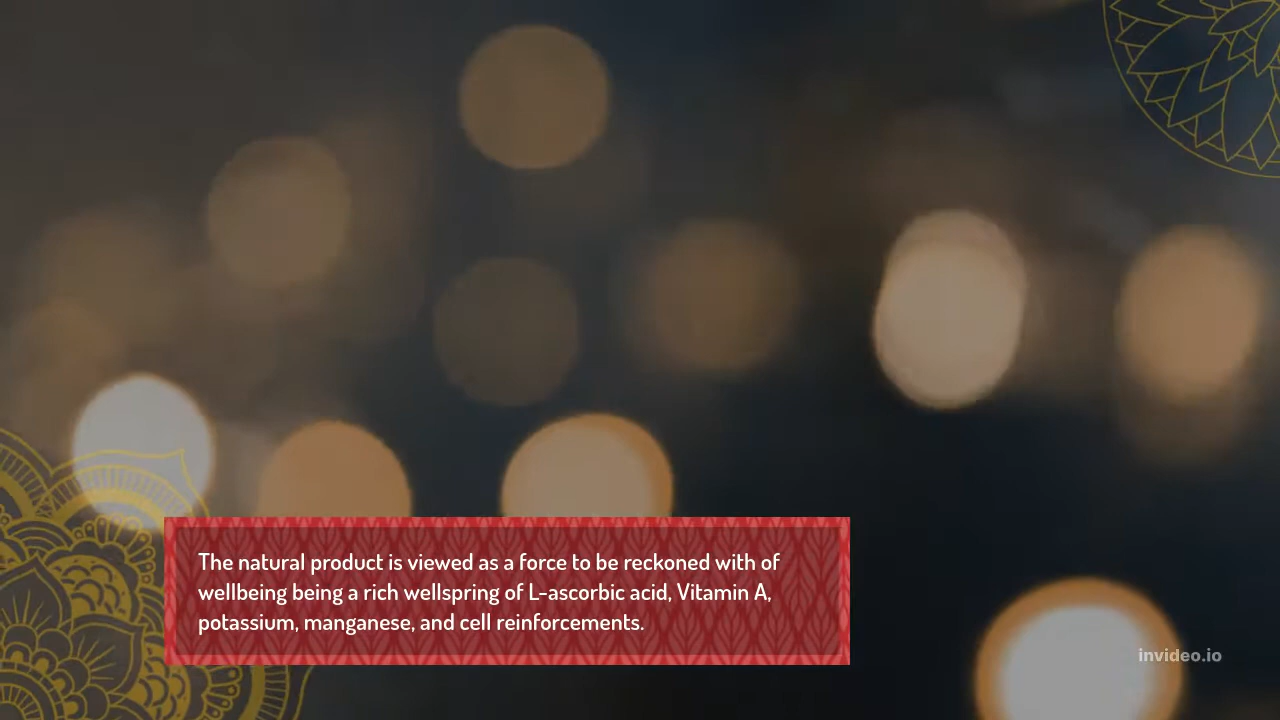 The natural product is viewed as a force to be reckoned with of
wellbeing being a rich wellspring of L-ascorbic acid, Vitamin A,
potassium, manganese, and cell reinforcements.
invideo.io